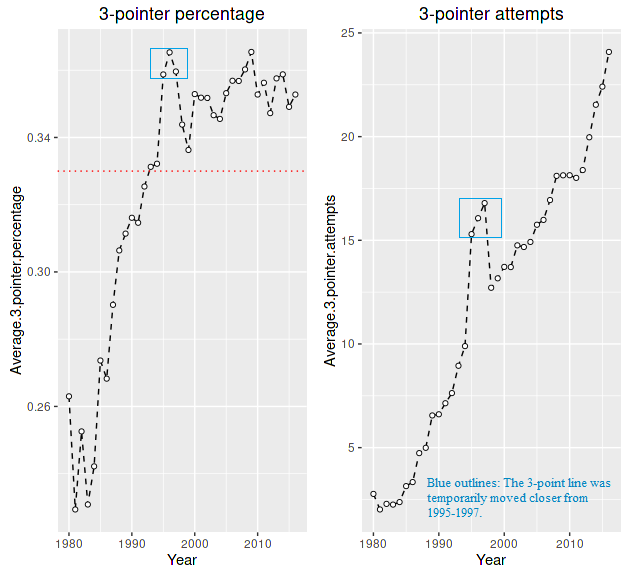 3-pointer percentage
Average.3.pointer.percentage
0.34
0.30
0.26
1980
1990
2000
2010
Year
3-pointer attempts
Average.3.pointer.attempts
25
20
15
10
5
Blue outlines: The 3-point line was
temporarily moved closer from
1995-1997.
1980
1990
2000
2010
Year